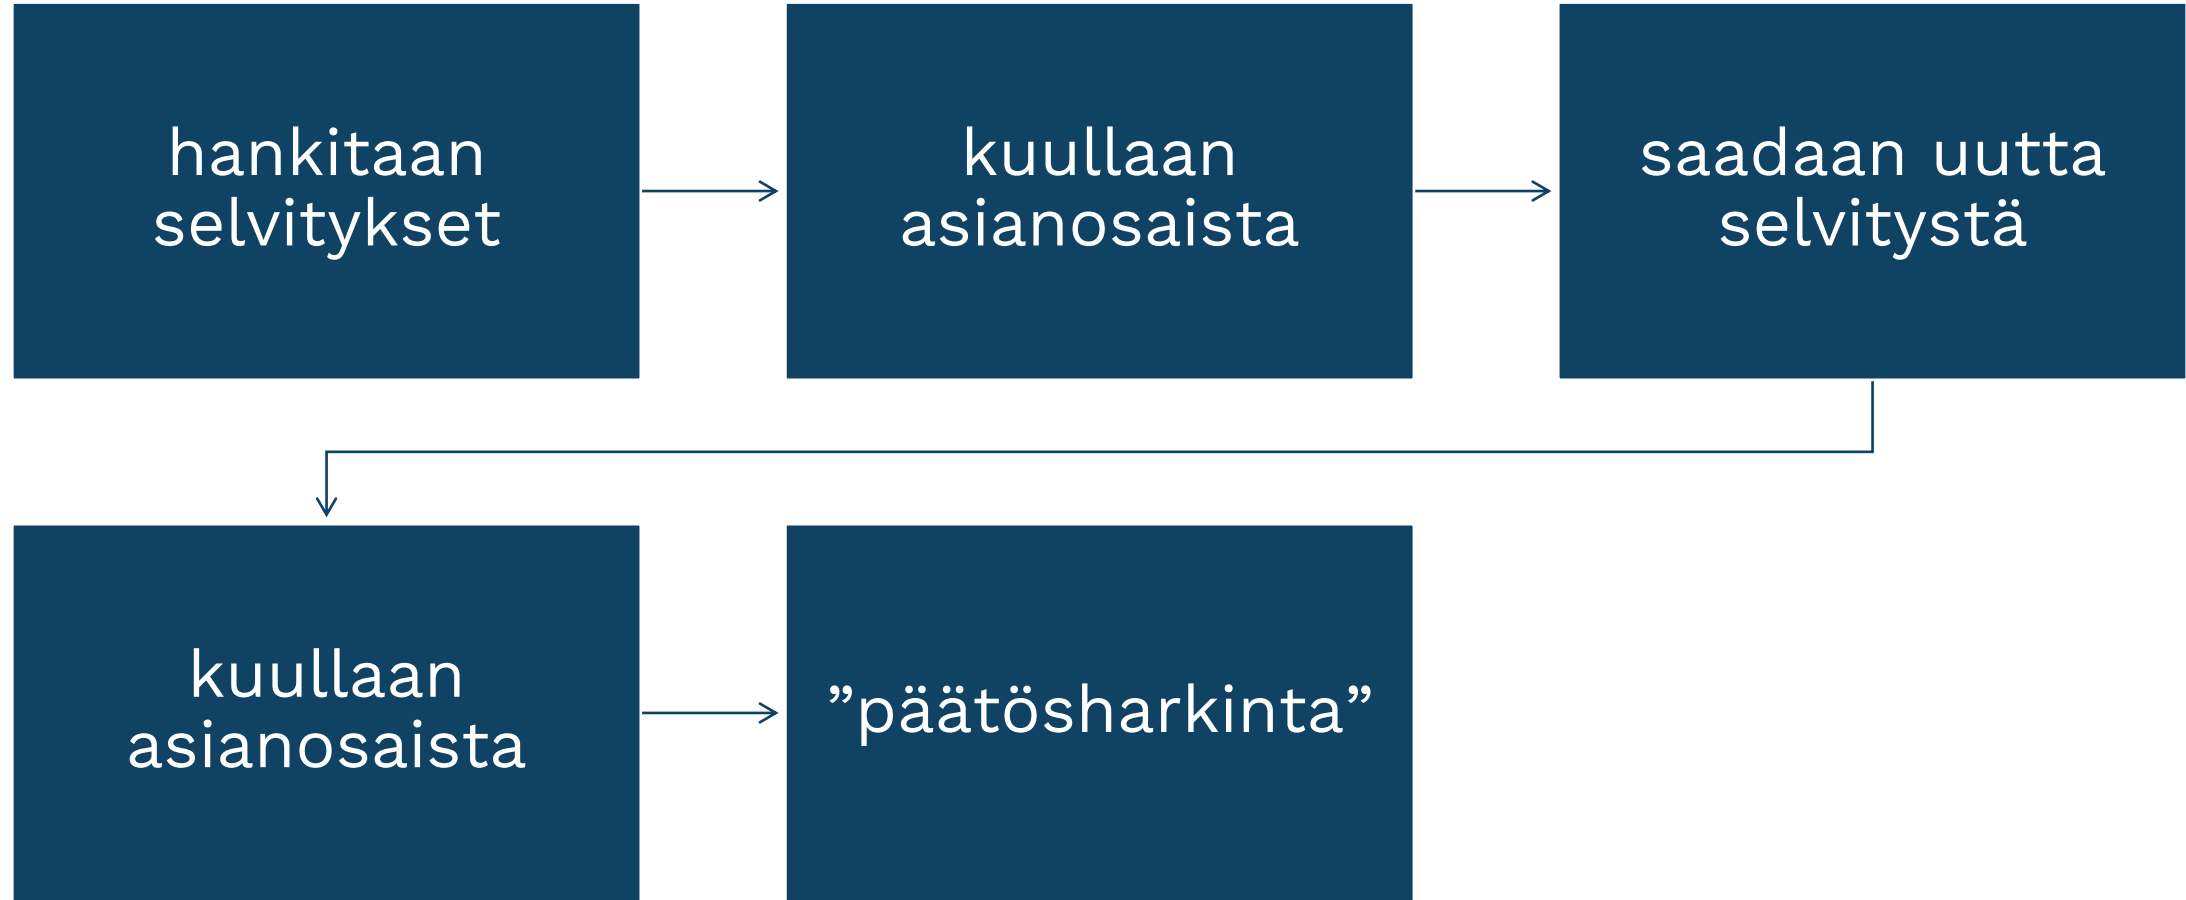 hankitaan
selvitykset
kuullaan
asianosaista
saadaan uutta
selvitystä
kuullaan
asianosaista
”päätösharkinta”